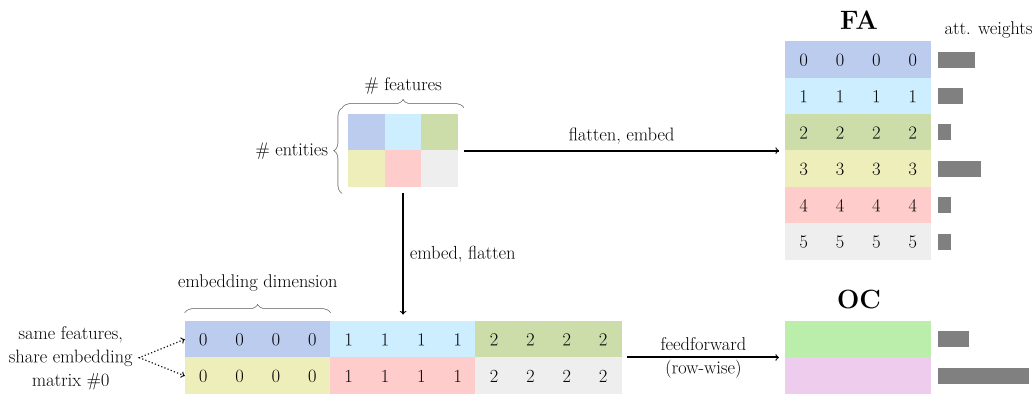 FA
att. weights
# features
# entities
flatten, embed
0 0 0 0
1 1 1 1
2 2 2 2
3 3 3 3
4 4 4 4
5 5 5 5
embed, flatten
embedding dimension
same features,
share embedding
matrix #0
0 0 0 0 1 1 1 1 2 2 2 2
0 0 0 0 1 1 1 1 2 2 2 2
feedforward
(row-wise)
OC